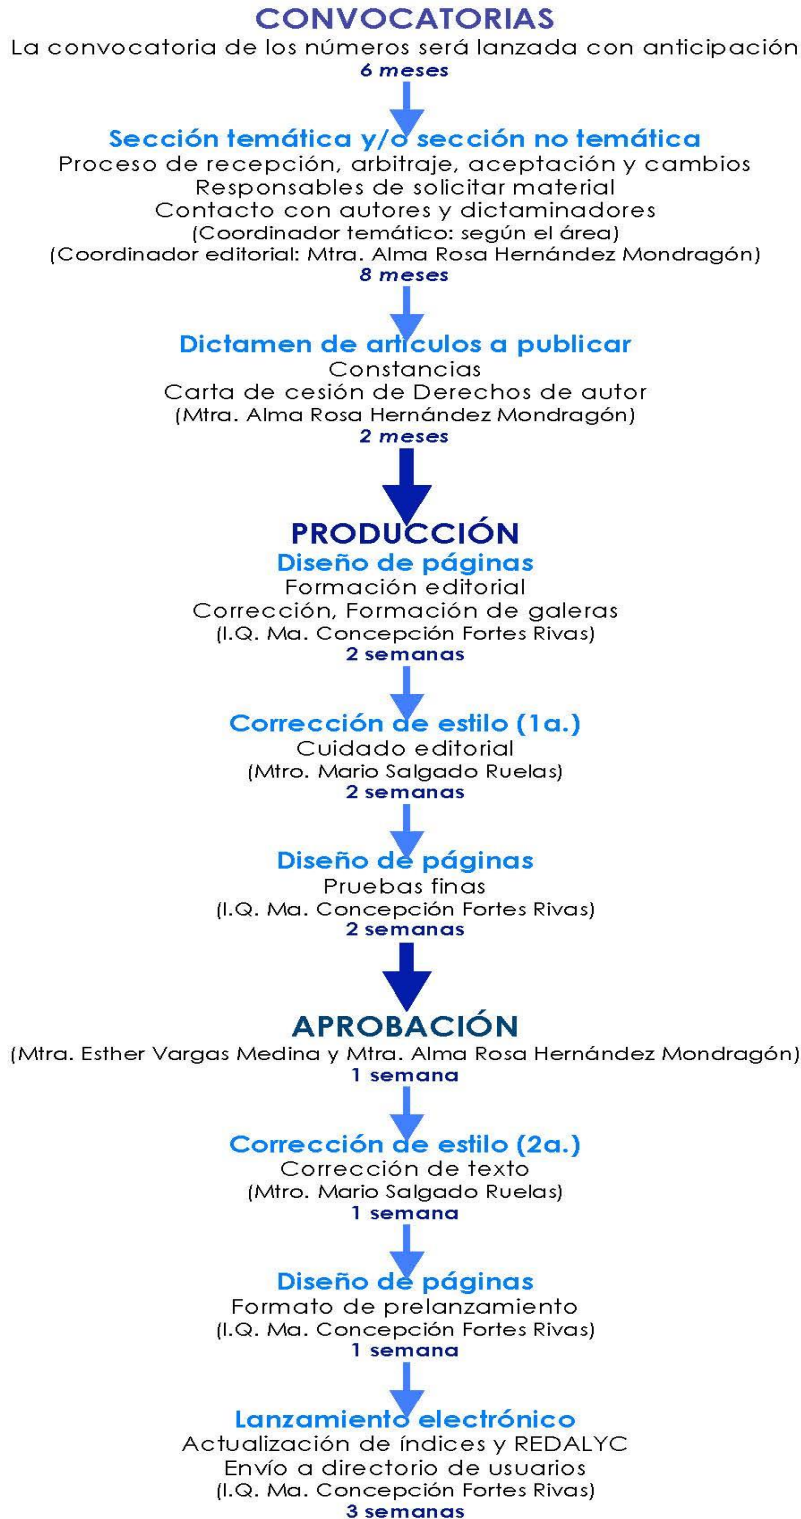 CONVOCATORIAS
La convocatoria de los números será lanzada con anticipación
6 meses
Sección temática y/o sección no temática
Proceso de recepción, arbitraje, aceptación y cambios
Responsables de solicitar material
Contacto con autores y dictaminadores
(Coordinador temático: según el área)
(Coordinador editorial: Mtra. Alma Rosa Hernández Mondragón)
8 meses
Dictamen de artículos a publicar
Constancias
Carta de cesión de Derechos de autor
(Mtra. Alma Rosa Hernández Mondragón)
2 meses
PRODUCCIÓN
Diseño de páginas
Formación editorial
Corrección, Formación de galeras
(I.Q. Ma. Concepción Fortes Rivas)
2 semanas
Corrección de estilo (1a.)
Cuidado editorial
(Mtro. Mario Salgado Ruelas)
2 semanas
Diseño de páginas
Pruebas finas
(I.Q. Ma. Concepción Fortes Rivas)
2 semanas
APROBACIÓN
(Mtra. Esther Vargas Medina y Mtra. Alma Rosa Hernández Mondragón)
1 semana
Corrección de estilo (2a.)
Corrección de texto
(Mtro. Mario Salgado Ruelas)
1 semana
Diseño de páginas
Formato de prelanzamiento
(I.Q. Ma. Concepción Fortes Rivas)
1 semana
Lanzamiento electrónico
Actualización de índices y REDALYC
Envío a directorio de usuarios
(I.Q. Ma. Concepción Fortes Rivas)
3 semanas